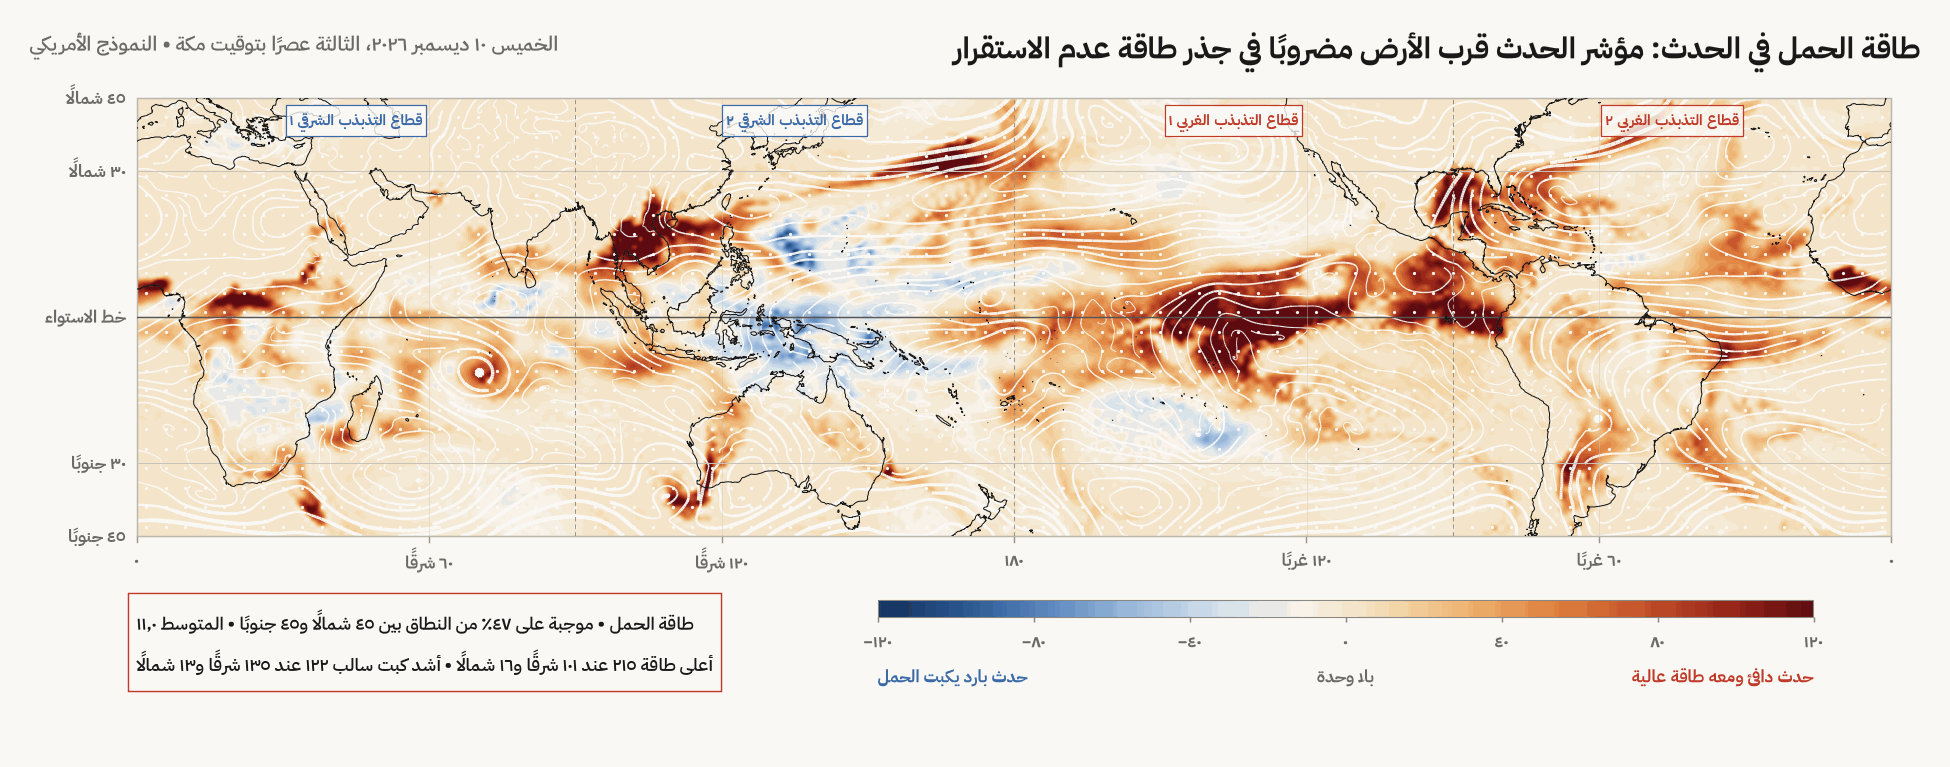 طاقة الحمل في الحدث: مؤشر الحدث قرب الأرض مضروبًا في جذر طاقة عدم الاستقرار
الخميس ١٠ ديسمبر ٢٠٢٦، الثالثة عصرًا بتوقيت مكة • النموذج الأمريكي
قطاع التذبذب الشرقي ١
قطاع التذبذب الشرقي ٢
قطاع التذبذب الغربي ١
قطاع التذبذب الغربي ٢
٤٥ شمالًا
٣٠ شمالًا
خط الاستواء
٣٠ جنوبًا
٤٥ جنوبًا
٠
٦٠ شرقًا
١٢٠ شرقًا
١٨٠
١٢٠ غربًا
٦٠ غربًا
٠
طاقة الحمل • موجبة على ٤٧٪ من النطاق بين ٤٥ شمالًا و٤٥ جنوبًا • المتوسط ١١٫٠
أعلى طاقة ٢١٥ عند ١٠١ شرقًا و١٦ شمالًا • أشد كبت سالب ١٢٢ عند ١٣٥ شرقًا و١٣ شمالًا
−١٢٠
−٨٠
−٤٠
٠
٤٠
٨٠
١٢٠
حدث بارد يكبت الحمل
بلا وحدة
حدث دافئ ومعه طاقة عالية